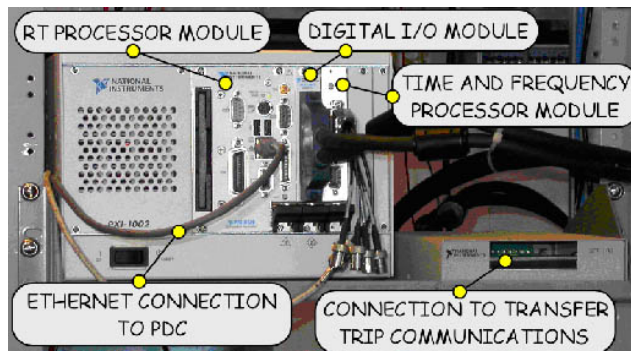 RT PROCESSOR MODULE
DIGITAL I/O MODULE
TIME AND FREQUENCY
PROCESSOR MODULE
NATIONAL
INSTRUMENTS
PXI-1002
ETHERNET CONNECTION
TO PDC
CONNECTION TO TRANSFER
TRIP COMMUNICATIONS